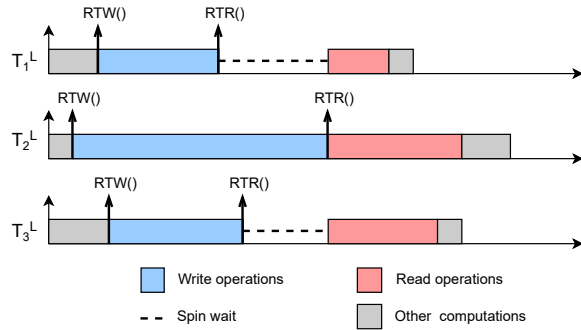 RTW() RTR()
T₁ᴸ
RTW() RTR()
T₂ᴸ
RTW() RTR()
T₃ᴸ
Write operations Read operations
Spin wait Other computations